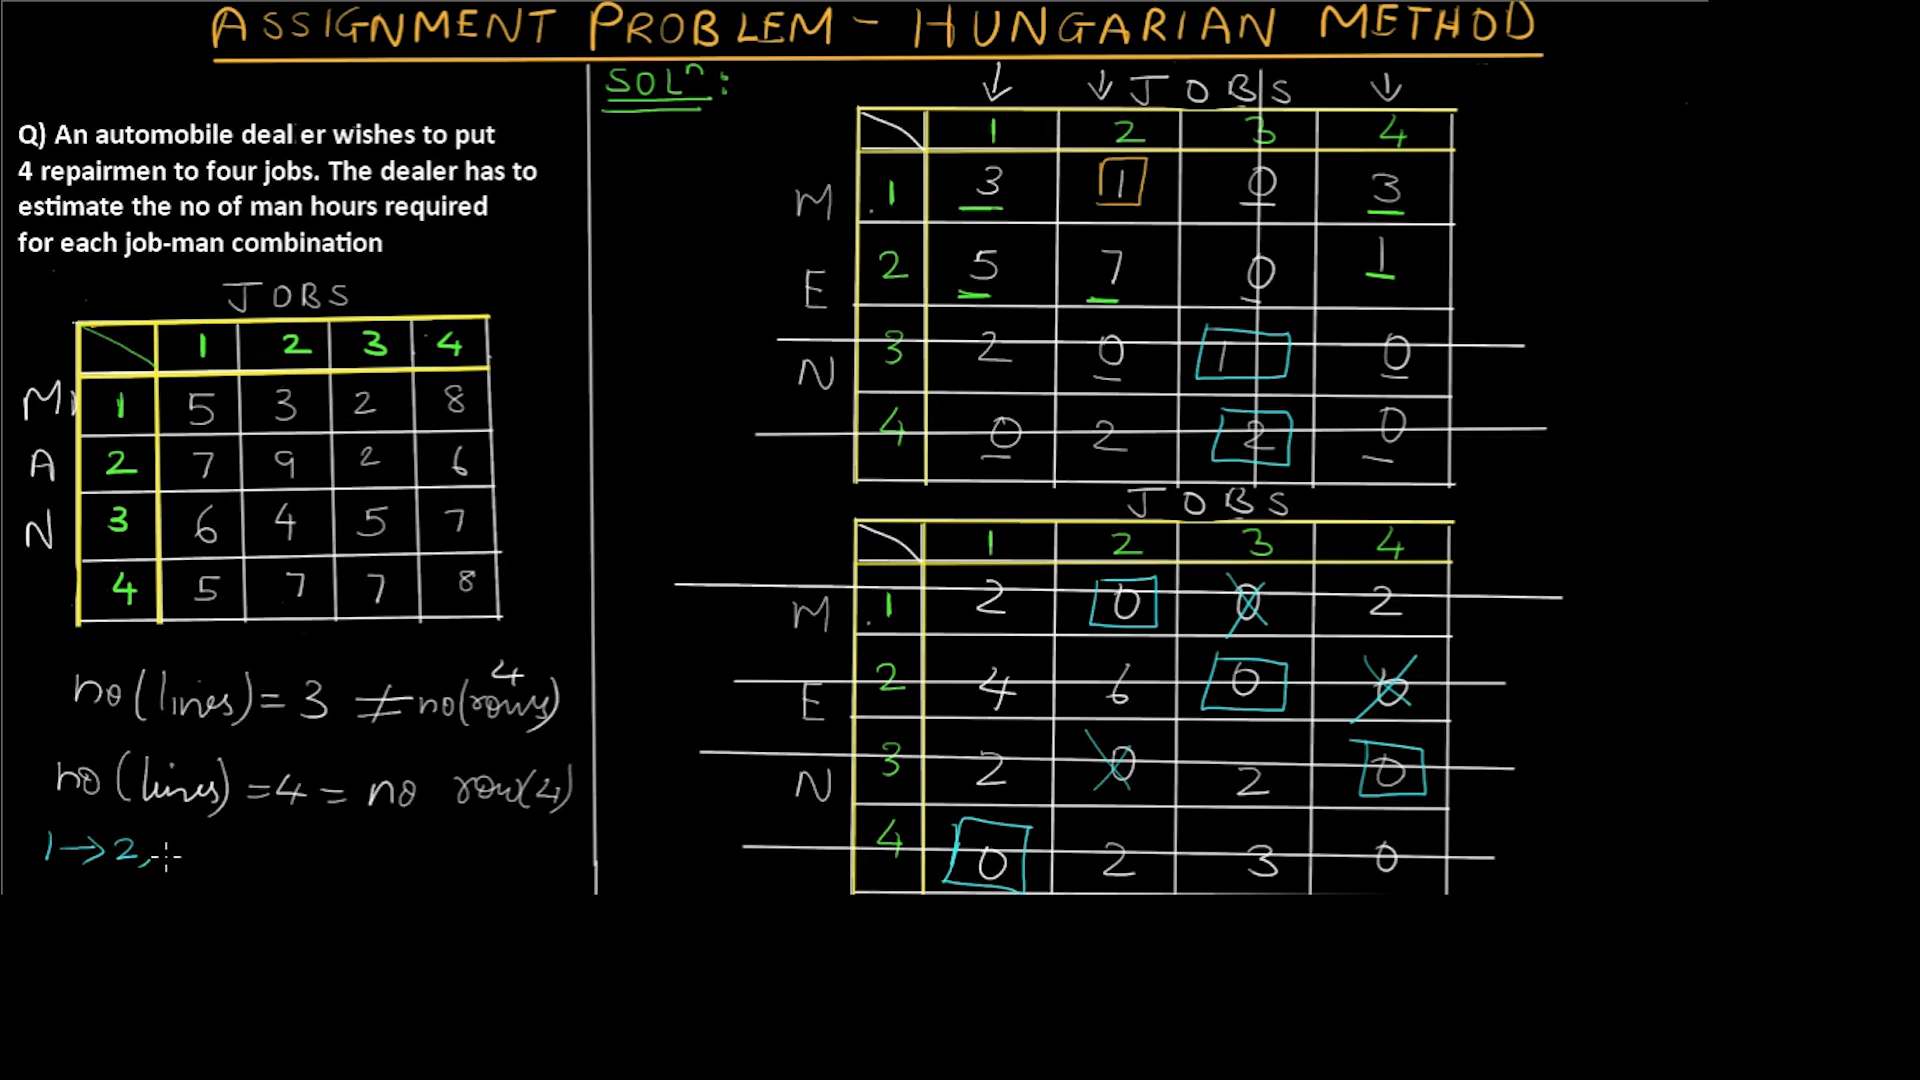 ASSIGNMENT PROBLEM - HUNGARIAN METHOD
Q) An automobile deal er wishes to put
4 repairmen to four jobs. The dealer has to
estimate the no of man hours required
for each job-man combination
JOBS
1 2 3 4
M 1 5 3 2 8
A 2 7 9 2 6
N 3 6 4 5 7
4 5 7 7 8
no(lines) = 3 ≠ no(rows) 4
no(lines) = 4 = no row(4)
1 → 2,
SOLⁿ :
↓ ↓ JOBS ↓
1 2 3 4
M 1 3 1 0 3
E 2 5 7 0 1
N 3 2 0 1 0
4 0 2 2 0
JOBS
1 2 3 4
M 1 2 0 0 2
E 2 4 6 0 0
N 3 2 0 2 0
4 0 2 3 0